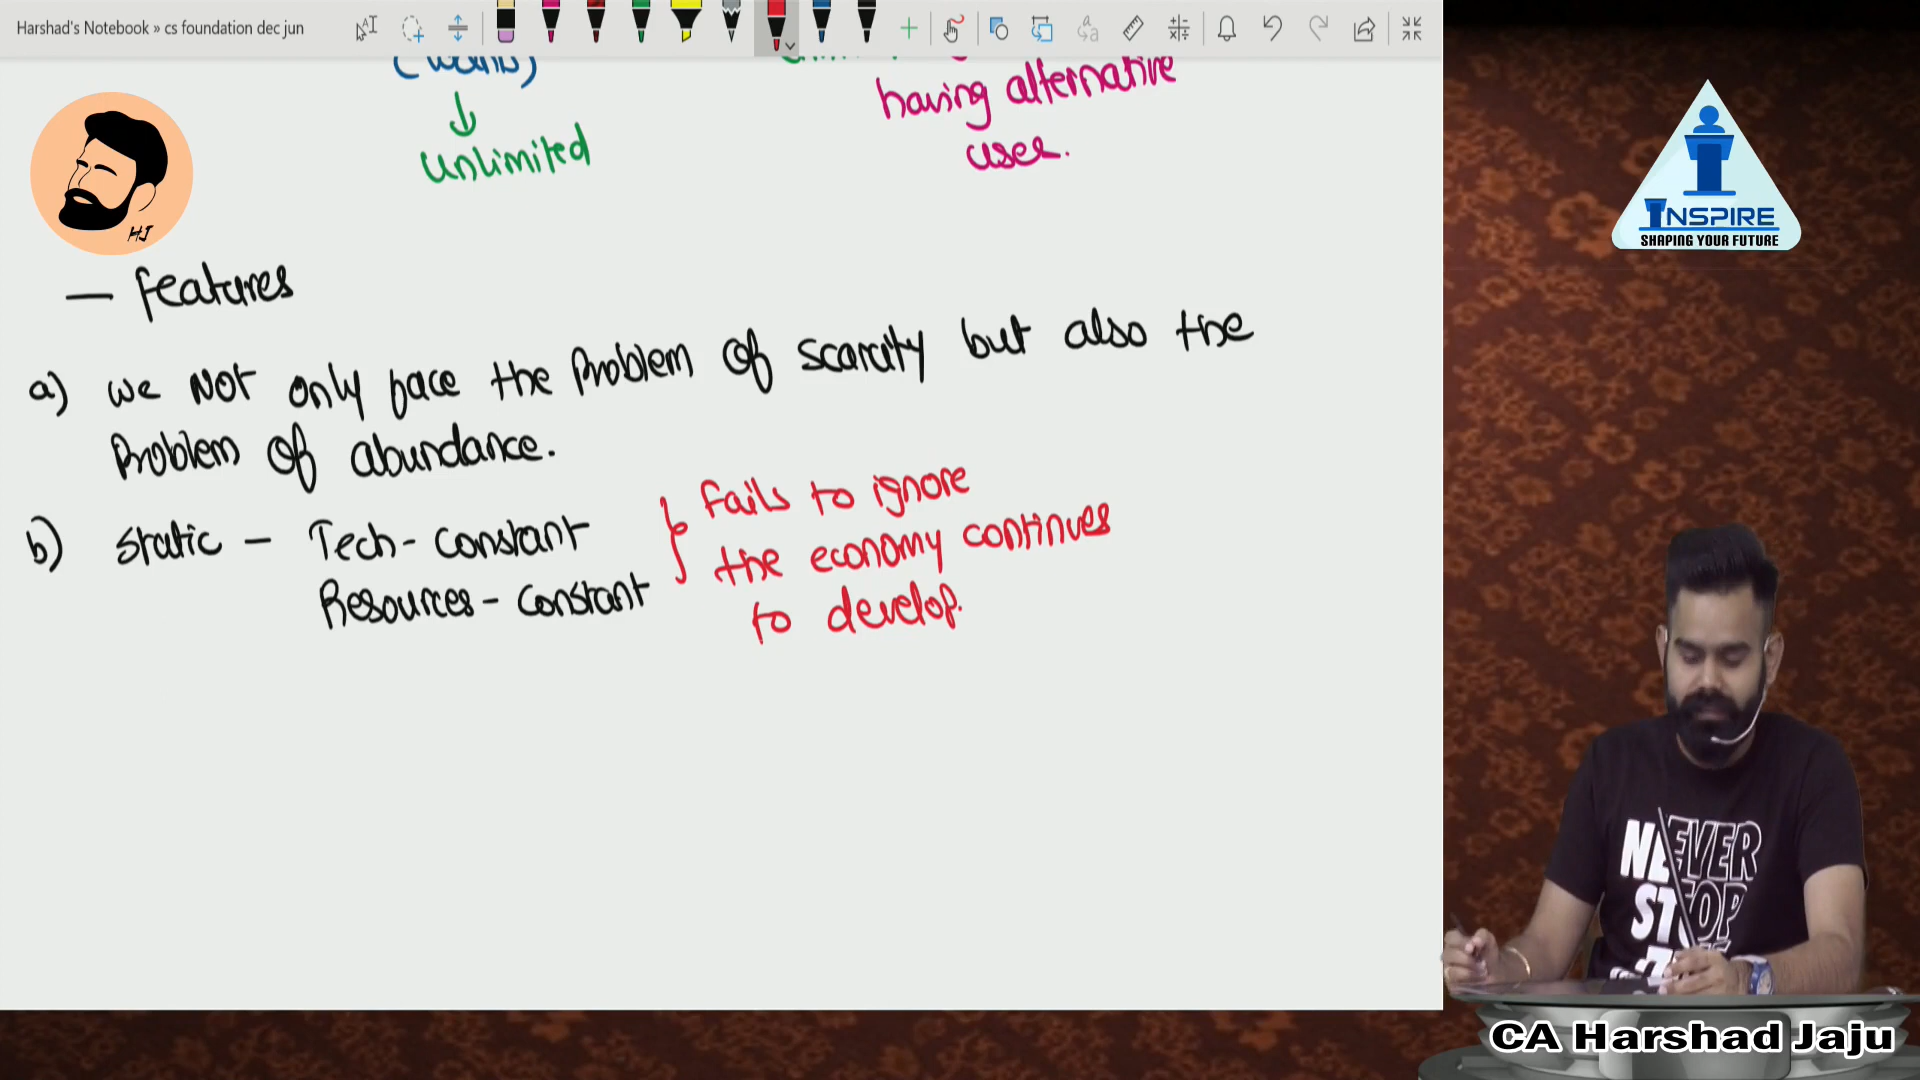 Harshad's Notebook » cs foundation dec jun
(wants)
having alternative
↓
unlimited
uses.
HJ
INSPIRE
SHAPING YOUR FUTURE
— features
a) we NOT only face the Problem Of scarcity but also the
Problem Of abundance.
b) Static - Tech - Constant
Resources - Constant
fails to ignore
the economy continues
to develop.
NEVER
STOP
CA Harshad Jaju